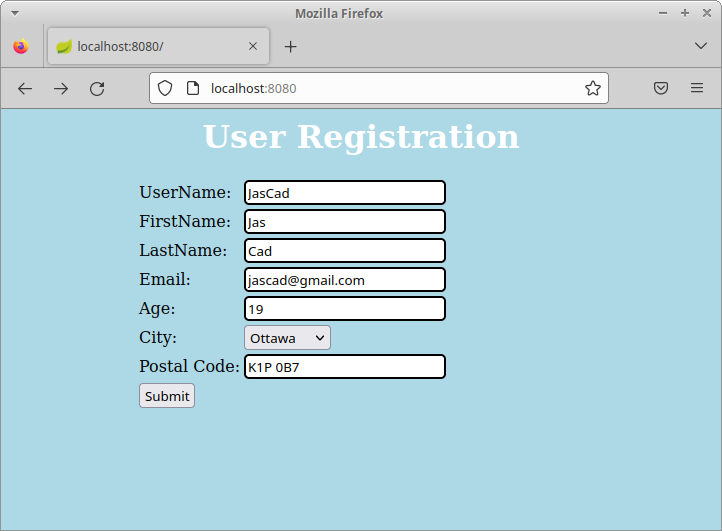 Mozilla Firefox
localhost:8080/
localhost:8080
User Registration
UserName: JasCad
FirstName: Jas
LastName: Cad
Email: jascad@gmail.com
Age: 19
City: Ottawa
Postal Code: K1P 0B7
Submit